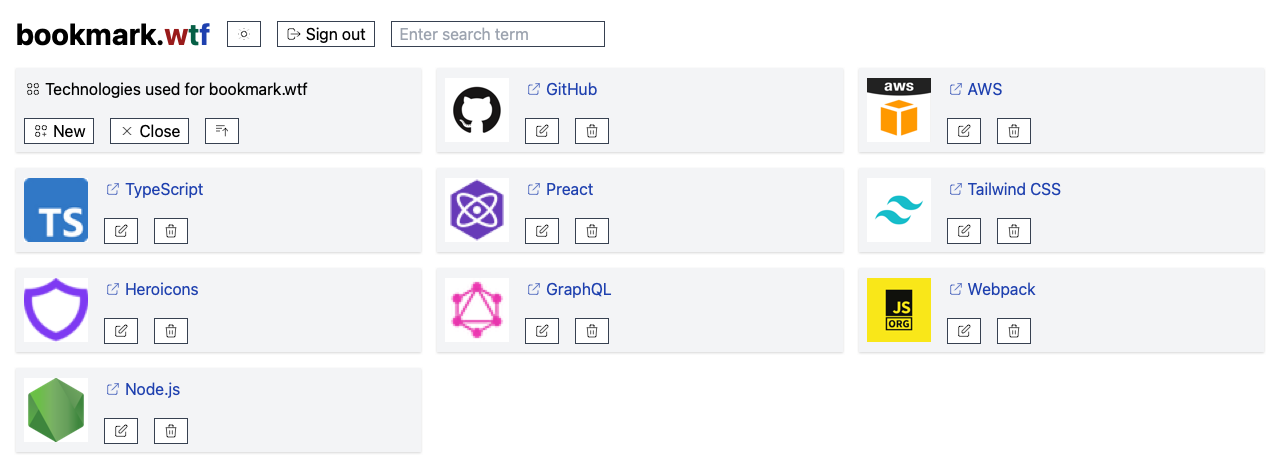 bookmark.wtf Sign out Enter search term
Technologies used for bookmark.wtf
New Close
GitHub
aws
AWS
TS
TypeScript
Preact
Tailwind CSS
Heroicons
GraphQL
JS
ORG
Webpack
Node.js